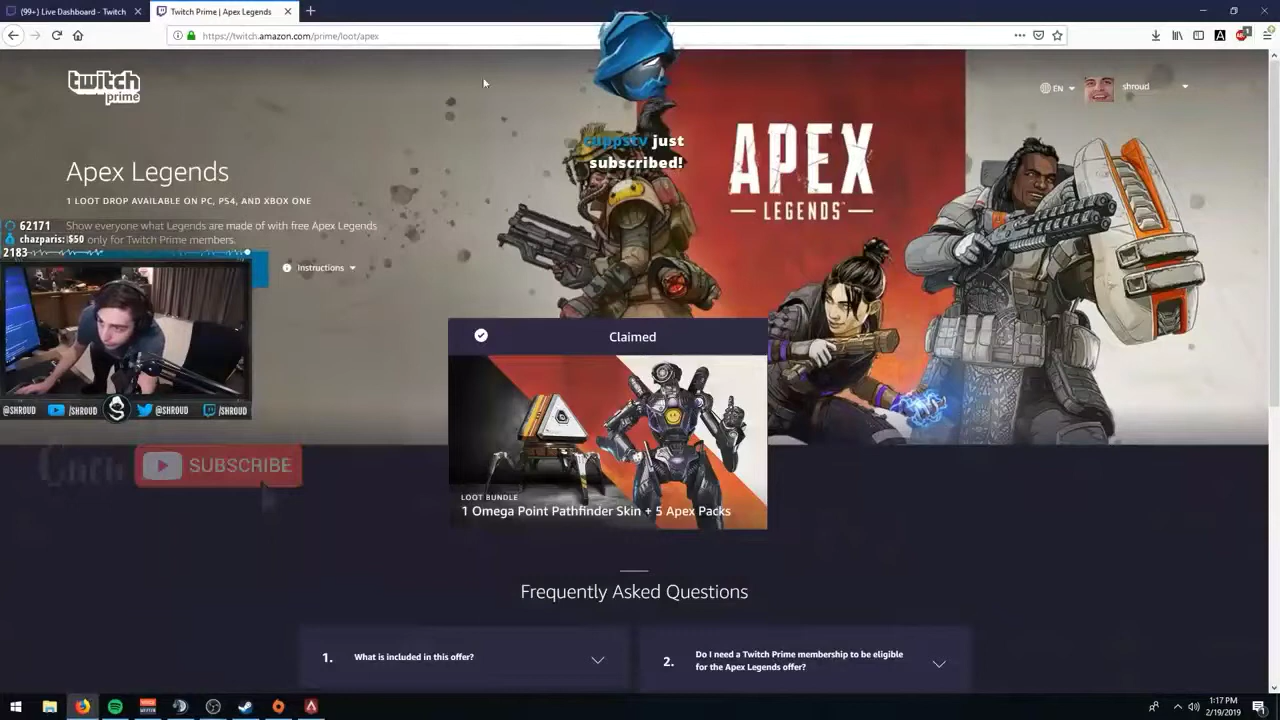 (99+) Live Dashboard - Twitch
Twitch Prime | Apex Legends
https://twitch.amazon.com/prime/loot/apex
twitch
prime
EN
shroud
just
subscribed!
APEX
LEGENDS
Apex Legends
1 LOOT DROP AVAILABLE ON PC, PS4, AND XBOX ONE
62171
Show everyone what Legends are made of with free Apex Legends
chazparis: $50
only for Twitch Prime members.
2183
Instructions
@SHROUD
/SHROUD
@SHROUD
/SHROUD
SUBSCRIBE
Claimed
LOOT BUNDLE
1 Omega Point Pathfinder Skin + 5 Apex Packs
Frequently Asked Questions
1. What is included in this offer?
2. Do I need a Twitch Prime membership to be eligible
for the Apex Legends offer?
1:17 PM
2/19/2019